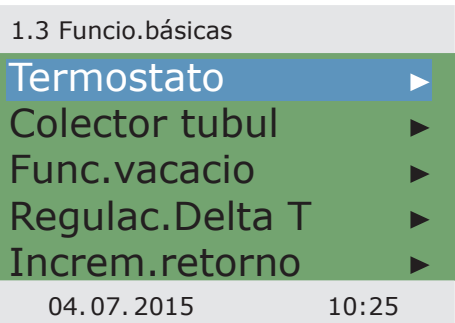 1.3 Funcio.básicas
Termostato ►
Colector tubul ►
Func.vacacio ►
Regulac.Delta T ►
Increm.retorno ►
04.07.2015 10:25